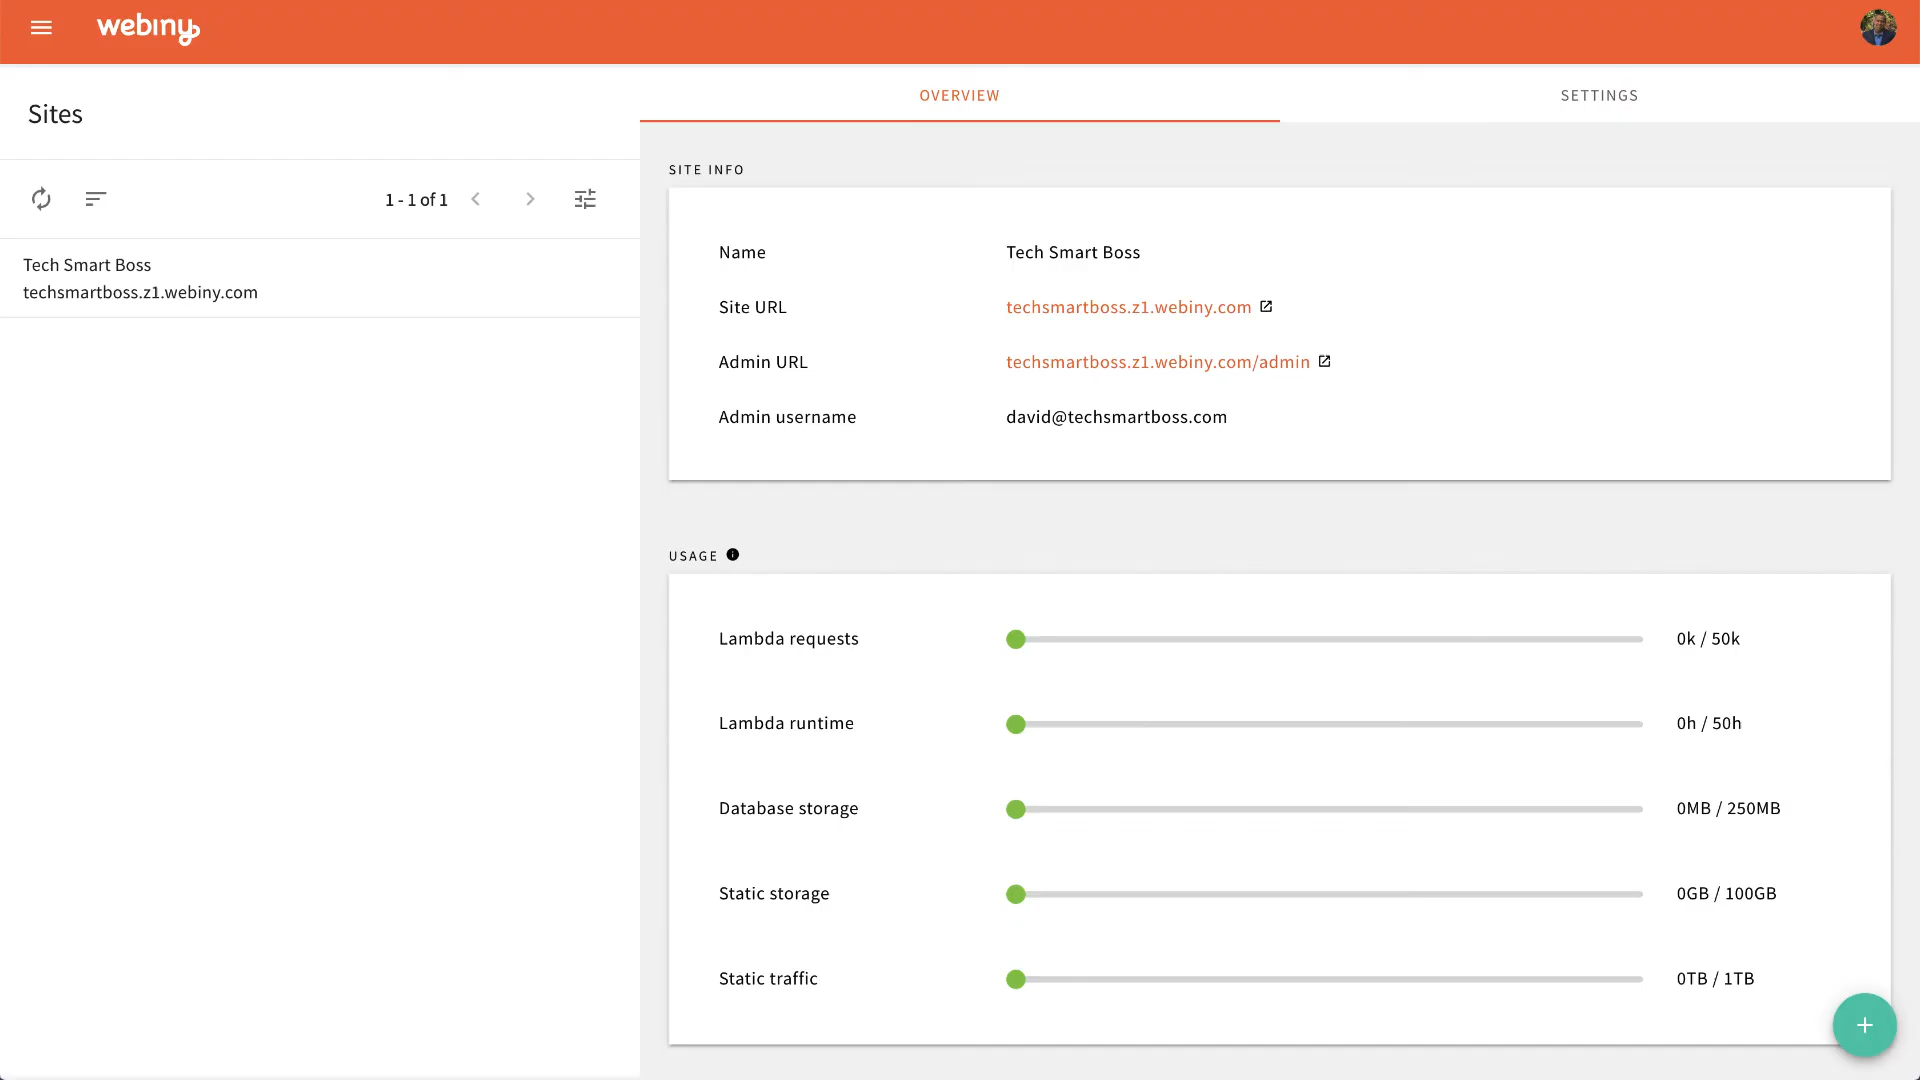 webiny
Sites
1 - 1 of 1
Tech Smart Boss
techsmartboss.z1.webiny.com
OVERVIEW
SETTINGS
SITE INFO
Name
Tech Smart Boss
Site URL
techsmartboss.z1.webiny.com
Admin URL
techsmartboss.z1.webiny.com/admin
Admin username
david@techsmartboss.com
USAGE
Lambda requests
0k / 50k
Lambda runtime
0h / 50h
Database storage
0MB / 250MB
Static storage
0GB / 100GB
Static traffic
0TB / 1TB